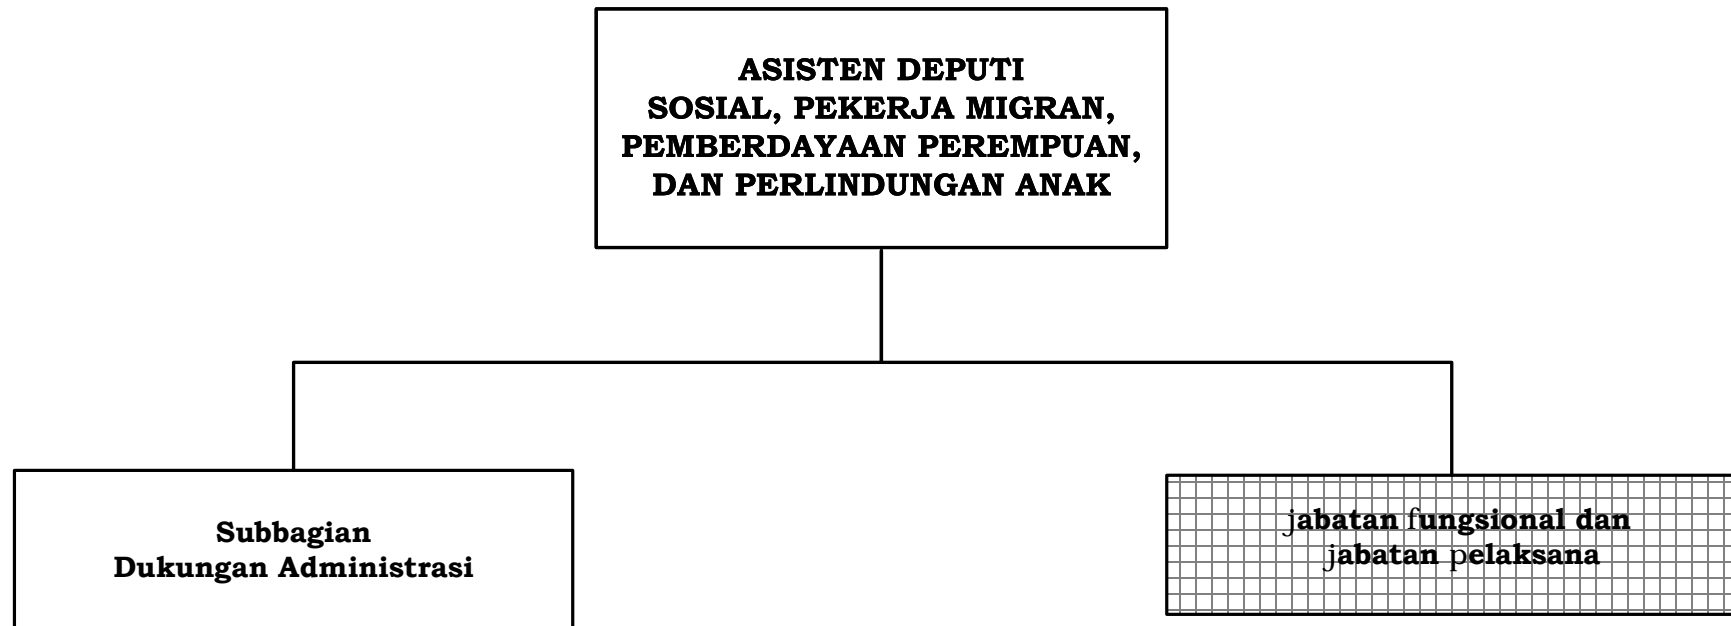 ASISTEN DEPUTI
SOSIAL, PEKERJA MIGRAN,
PEMBERDAYAAN PEREMPUAN,
DAN PERLINDUNGAN ANAK
Subbagian
Dukungan Administrasi
jabatan fungsional dan
jabatan pelaksana